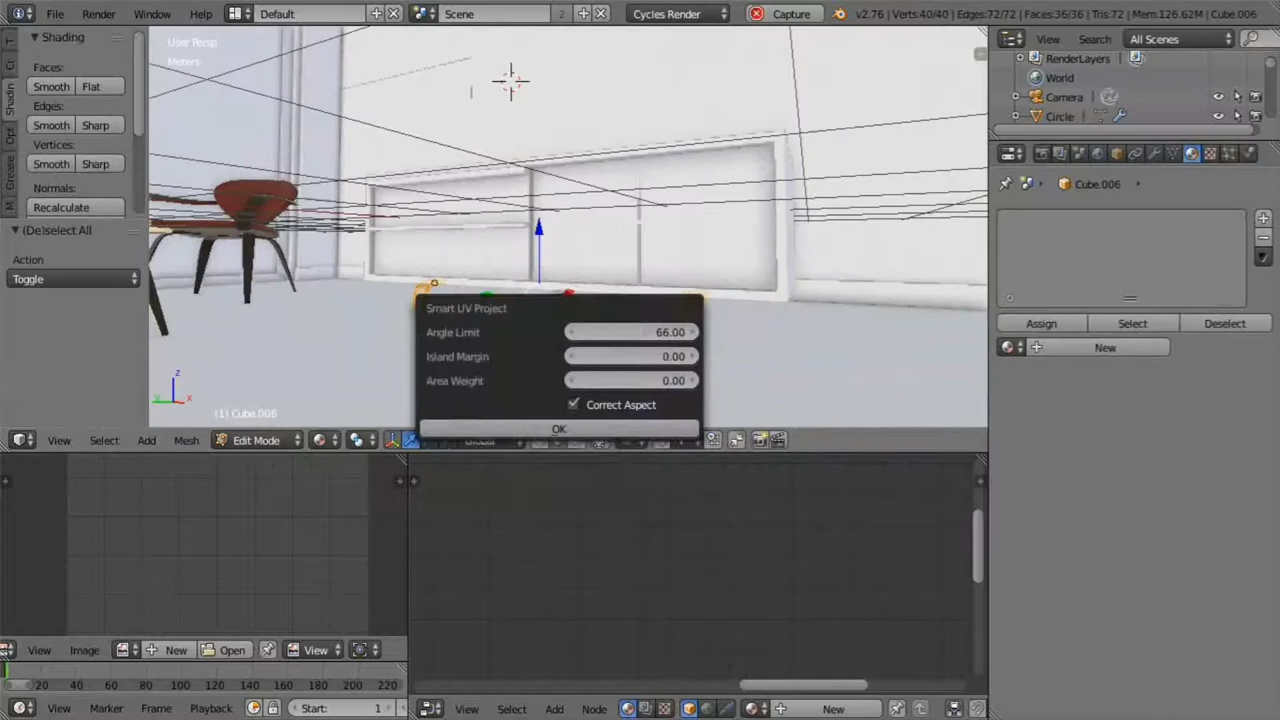 File Render Window Help Default Scene 2 Cycles Render Capture v2.76 | Verts:40/40 | Edges:72/72 | Faces:36/36 | Tris:72 | Mem:126.62M | Cube.006
Shading
Faces:
Smooth Flat
Edges:
Smooth Sharp
Vertices:
Smooth Sharp
Normals:
Recalculate
T
Cr
Shadin
Opt
Grease
M
(De)select All
Action
Toggle
User Persp
Meters
Smart UV Project
Angle Limit 66.00
Island Margin 0.00
Area Weight 0.00
Correct Aspect
OK
z
y x
(1) Cube.006
View Select Add Mesh Edit Mode Global
View Search All Scenes
RenderLayers
World
Camera
Circle
Cube.006
Assign Select Deselect
New
View Image New Open View
20 40 60 80 100 120 140 160 180 200 220
View Marker Frame Playback Start: 1
View Select Add Node New